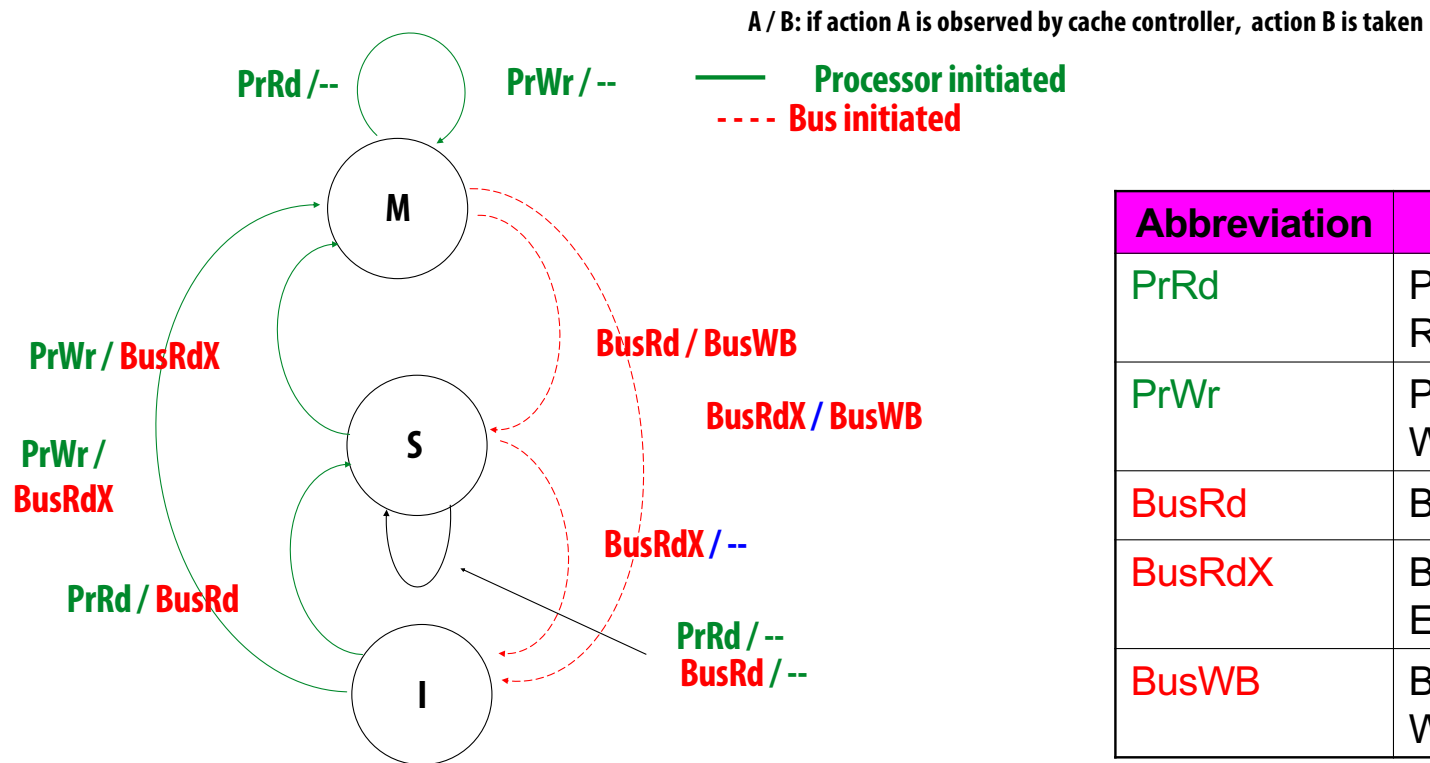 A / B: if action A is observed by cache controller, action B is taken
PrRd /--
PrWr / --
Processor initiated
---- Bus initiated
M
PrWr / BusRdX
BusRd / BusWB
BusRdX / BusWB
S
PrWr /
BusRdX
BusRdX / --
PrRd / BusRd
PrRd / --
BusRd / --
I
Abbreviation
PrRd
P
R
PrWr
P
W
BusRd
B
BusRdX
B
E
BusWB
B
W